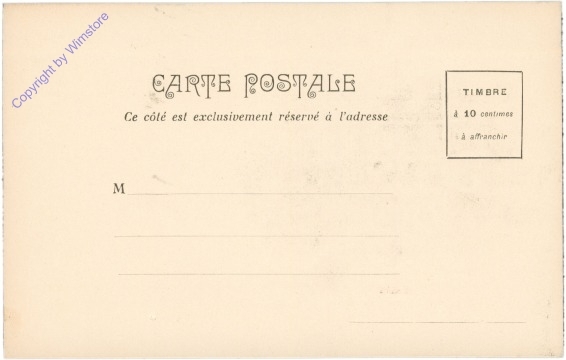 Copyright by Wimstore
CARTE POSTALE
Ce côté est exclusivement réservé à l'adresse
TIMBRE
à 10 centimes
à affranchir
M